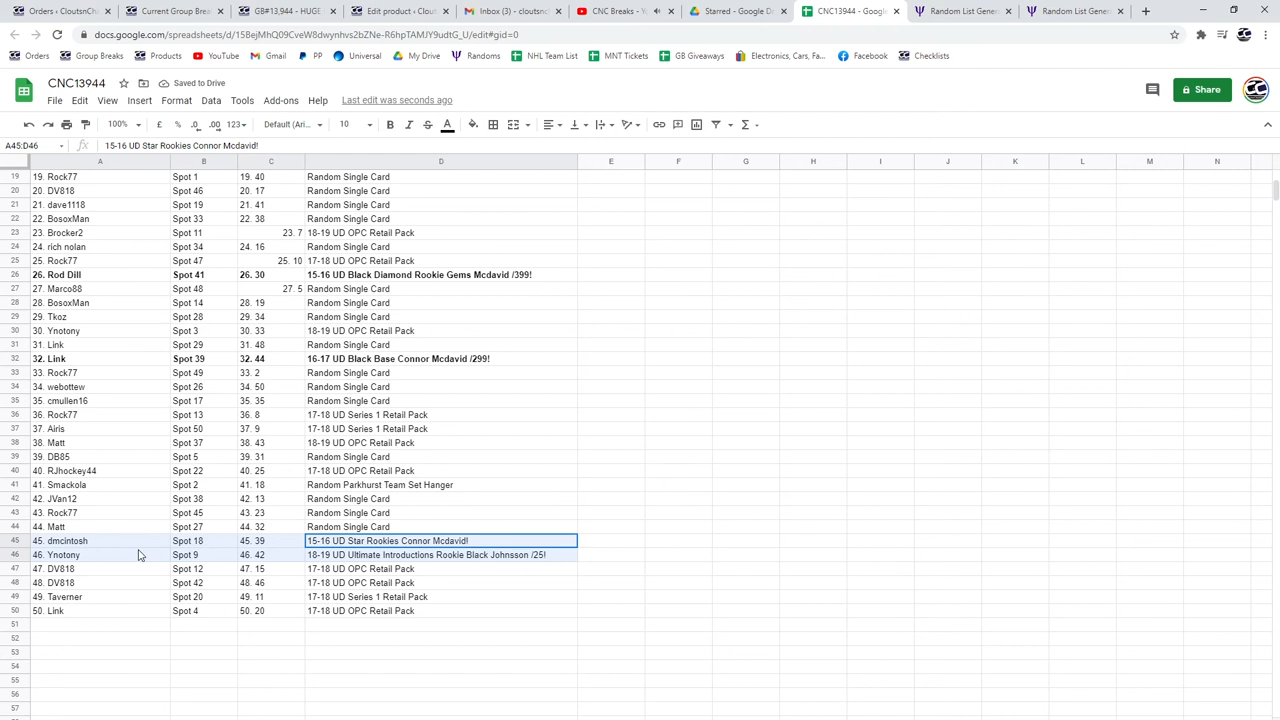 Orders ‹ CloutsnCh
Current Group Break
GB#13,944 - HUGE
Edit product ‹ Clouts
Inbox (3) - cloutsno
CNC Breaks - Y
Starred - Google D
CNC13944 - Google
Random List Gener
Random List Gener
docs.google.com/spreadsheets/d/15BejMhQ09CveW8dwynhvs2bZNe-R6hpTAMJY9udtG_U/edit#gid=0
Orders Group Breaks Products YouTube Gmail PP Universal My Drive Randoms NHL Team List MNT Tickets GB Giveaways Electronics, Cars, Fa... Facebook Checklists
CNC13944 Saved to Drive
File Edit View Insert Format Data Tools Add-ons Help Last edit was seconds ago
Share
100% £ % .0 .00 123 Default (Ari... 10 B I S A
A45:D46 fx 15-16 UD Star Rookies Connor Mcdavid!
A B C D E F G H I J K L M N
19 19. Rock77 Spot 1 19. 40 Random Single Card
20 20. DV818 Spot 46 20. 17 Random Single Card
21 21. dave1118 Spot 19 21. 41 Random Single Card
22 22. BosoxMan Spot 33 22. 38 Random Single Card
23 23. Brocker2 Spot 11 23. 7 18-19 UD OPC Retail Pack
24 24. rich nolan Spot 34 24. 16 Random Single Card
25 25. Rock77 Spot 47 25. 10 17-18 UD OPC Retail Pack
26 26. Rod Dill Spot 41 26. 30 15-16 UD Black Diamond Rookie Gems Mcdavid /399!
27 27. Marco88 Spot 48 27. 5 Random Single Card
28 28. BosoxMan Spot 14 28. 19 Random Single Card
29 29. Tkoz Spot 28 29. 34 Random Single Card
30 30. Ynotony Spot 3 30. 33 18-19 UD OPC Retail Pack
31 31. Link Spot 29 31. 48 Random Single Card
32 32. Link Spot 39 32. 44 16-17 UD Black Base Connor Mcdavid /299!
33 33. Rock77 Spot 49 33. 2 Random Single Card
34 34. webottew Spot 26 34. 50 Random Single Card
35 35. cmullen16 Spot 17 35. 35 Random Single Card
36 36. Rock77 Spot 13 36. 8 17-18 UD Series 1 Retail Pack
37 37. Airis Spot 50 37. 9 17-18 UD Series 1 Retail Pack
38 38. Matt Spot 37 38. 43 18-19 UD OPC Retail Pack
39 39. DB85 Spot 5 39. 31 Random Single Card
40 40. RJhockey44 Spot 22 40. 25 17-18 UD OPC Retail Pack
41 41. Smackola Spot 2 41. 18 Random Parkhurst Team Set Hanger
42 42. JVan12 Spot 38 42. 13 Random Single Card
43 43. Rock77 Spot 45 43. 23 Random Single Card
44 44. Matt Spot 27 44. 32 Random Single Card
45 45. dmcintosh Spot 18 45. 39 15-16 UD Star Rookies Connor Mcdavid!
46 46. Ynotony Spot 9 46. 42 18-19 UD Ultimate Introductions Rookie Black Johnsson /25!
47 47. DV818 Spot 12 47. 15 17-18 UD OPC Retail Pack
48 48. DV818 Spot 42 48. 46 17-18 UD OPC Retail Pack
49 49. Taverner Spot 20 49. 11 17-18 UD Series 1 Retail Pack
50 50. Link Spot 4 50. 20 17-18 UD OPC Retail Pack
51
52
53
54
55
56
57